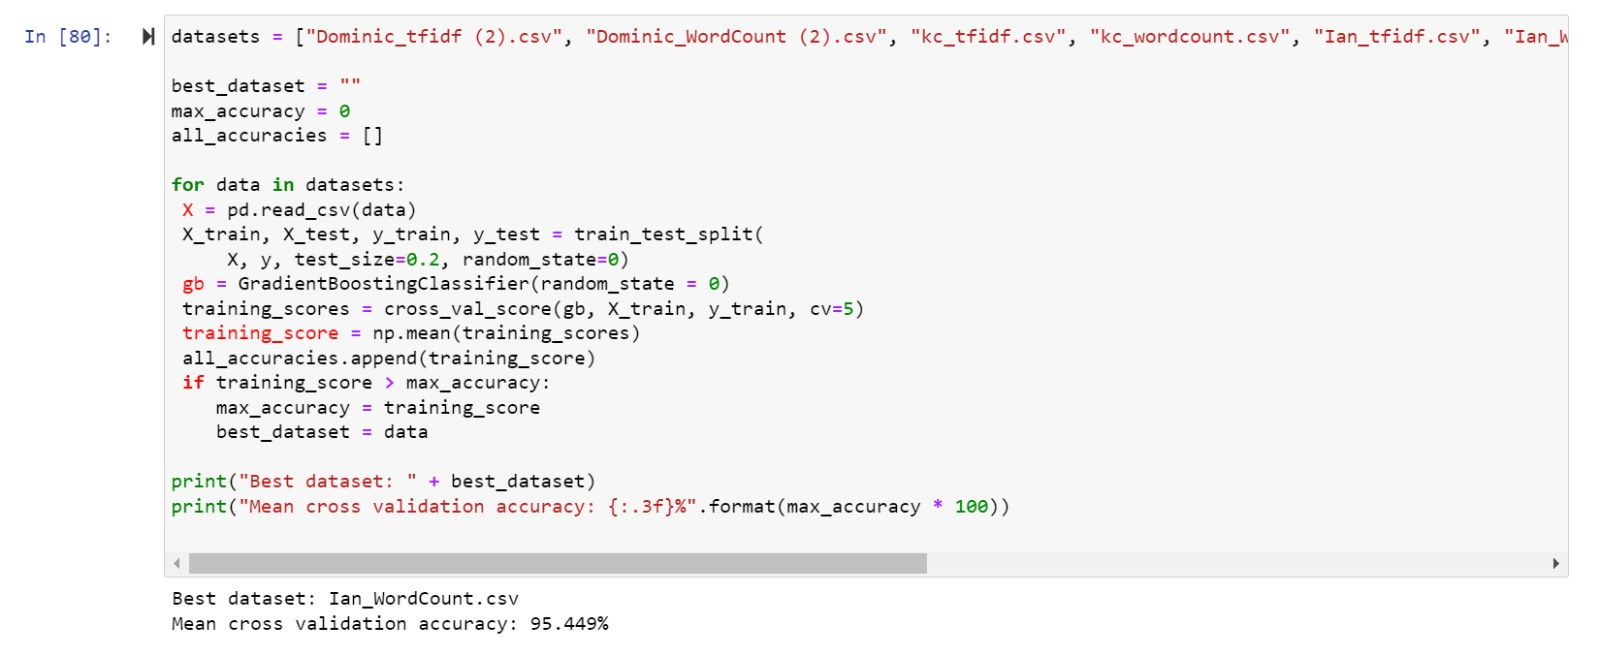 In [80]:
datasets = ["Dominic_tfidf (2).csv", "Dominic_WordCount (2).csv", "kc_tfidf.csv", "kc_wordcount.csv", "Ian_tfidf.csv", "Ian_W
best_dataset = ""
max_accuracy = 0
all_accuracies = []
for data in datasets:
 X = pd.read_csv(data)
 X_train, X_test, y_train, y_test = train_test_split(
     X, y, test_size=0.2, random_state=0)
 gb = GradientBoostingClassifier(random_state = 0)
 training_scores = cross_val_score(gb, X_train, y_train, cv=5)
 training_score = np.mean(training_scores)
 all_accuracies.append(training_score)
 if training_score > max_accuracy:
    max_accuracy = training_score
    best_dataset = data
print("Best dataset: " + best_dataset)
print("Mean cross validation accuracy: {:.3f}%".format(max_accuracy * 100))
Best dataset: Ian_WordCount.csv
Mean cross validation accuracy: 95.449%